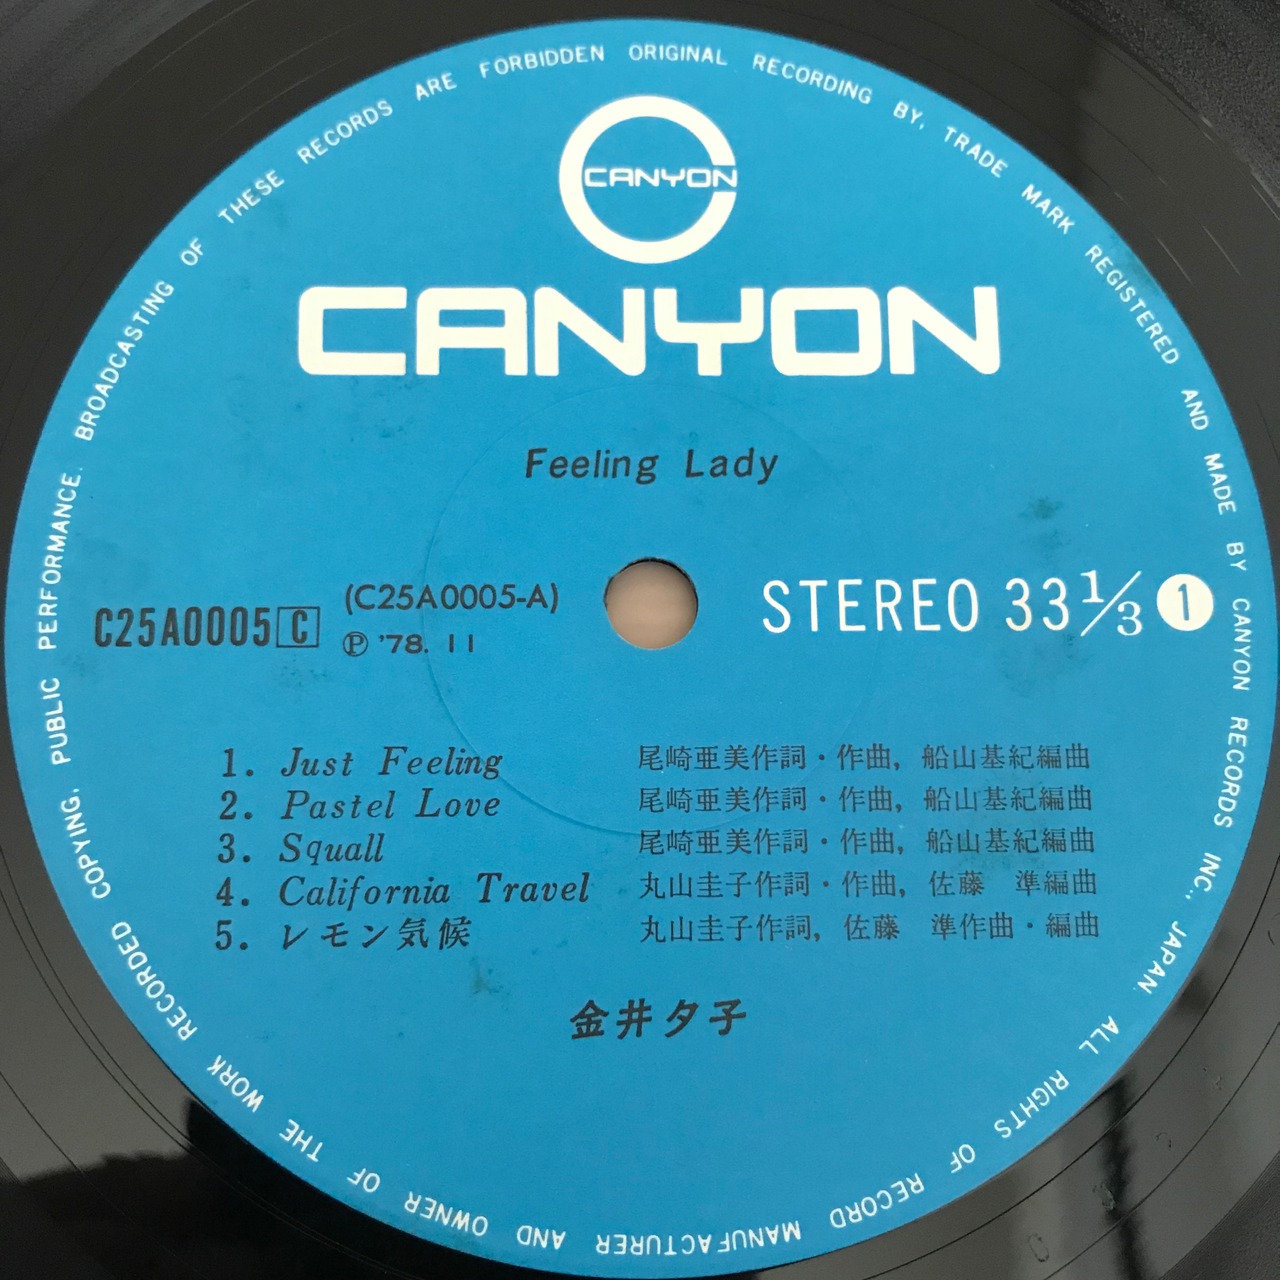 CANYON
CANYON
Feeling Lady
C25A0005 C
(C25A0005-A)
Ⓟ '78. 11
STEREO 33 1/3 1
1. Just Feeling 尾崎亜美作詞・作曲, 船山基紀編曲
2. Pastel Love 尾崎亜美作詞・作曲, 船山基紀編曲
3. Squall 尾崎亜美作詞・作曲, 船山基紀編曲
4. California Travel 丸山圭子作詞・作曲, 佐藤 準編曲
5. レモン気候 丸山圭子作詞, 佐藤 準作曲・編曲
金井夕子
ORIGINAL RECORDING BY, TRADE MARK REGISTERED AND MADE BY CANYON RECORDS INC., JAPAN. ALL RIGHTS OF RECORD MANUFACTURER AND OWNER OF THE WORK RECORDED COPYING, PUBLIC PERFORMANCE. BROADCASTING OF THESE RECORDS ARE FORBIDDEN